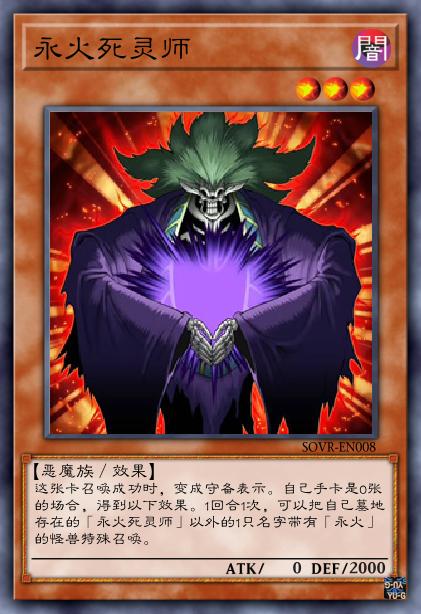 永火死灵师
闇
SOVR-EN008
【恶魔族／效果】
这张卡召唤成功时，变成守备表示。自己手卡是0张
的场合，得到以下效果。1回合1次，可以把自己墓地
存在的「永火死灵师」以外的1只名字带有「永火」
的怪兽特殊召唤。
ATK/ 0 DEF/2000